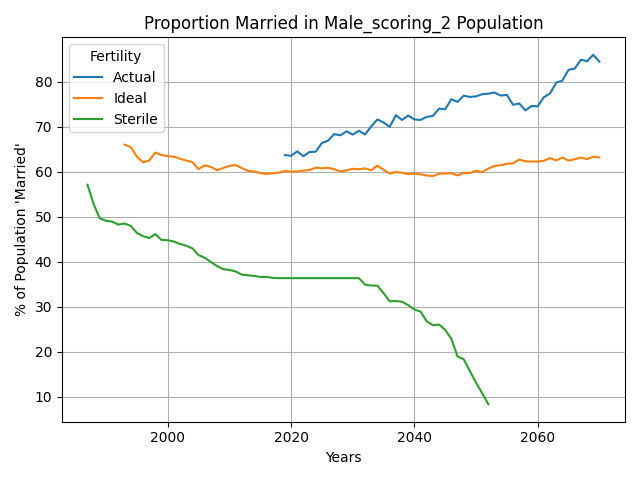 Proportion Married in Male_scoring_2 Population
Fertility
Actual
Ideal
Sterile
% of Population 'Married'
80
70
60
50
40
30
20
10
2000 2020 2040 2060
Years